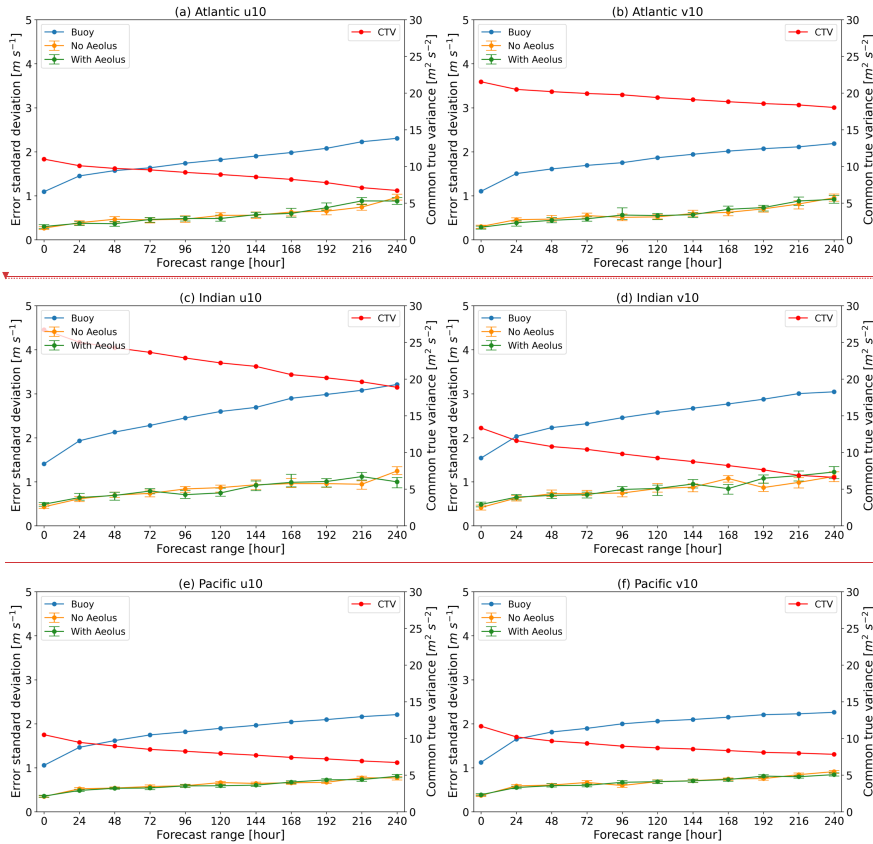 (a) Atlantic u10
Error standard deviation [m s⁻¹]
5
4
3
2
1
0
Buoy
No Aeolus
With Aeolus
CTV
30
25
20
15
10
5
0
Common true variance [m² s⁻²]
0 24 48 72 96 120 144 168 192 216 240
Forecast range [hour]
(b) Atlantic v10
Error standard deviation [m s⁻¹]
5
4
3
2
1
0
Buoy
No Aeolus
With Aeolus
CTV
30
25
20
15
10
5
0
Common true variance [m² s⁻²]
0 24 48 72 96 120 144 168 192 216 240
Forecast range [hour]
(c) Indian u10
Error standard deviation [m s⁻¹]
5
4
3
2
1
0
Buoy
No Aeolus
With Aeolus
CTV
30
25
20
15
10
5
0
Common true variance [m² s⁻²]
0 24 48 72 96 120 144 168 192 216 240
Forecast range [hour]
(d) Indian v10
Error standard deviation [m s⁻¹]
5
4
3
2
1
0
Buoy
No Aeolus
With Aeolus
CTV
30
25
20
15
10
5
0
Common true variance [m² s⁻²]
0 24 48 72 96 120 144 168 192 216 240
Forecast range [hour]
(e) Pacific u10
Error standard deviation [m s⁻¹]
5
4
3
2
1
0
Buoy
No Aeolus
With Aeolus
CTV
30
25
20
15
10
5
0
Common true variance [m² s⁻²]
0 24 48 72 96 120 144 168 192 216 240
Forecast range [hour]
(f) Pacific v10
Error standard deviation [m s⁻¹]
5
4
3
2
1
0
Buoy
No Aeolus
With Aeolus
CTV
30
25
20
15
10
5
0
Common true variance [m² s⁻²]
0 24 48 72 96 120 144 168 192 216 240
Forecast range [hour]